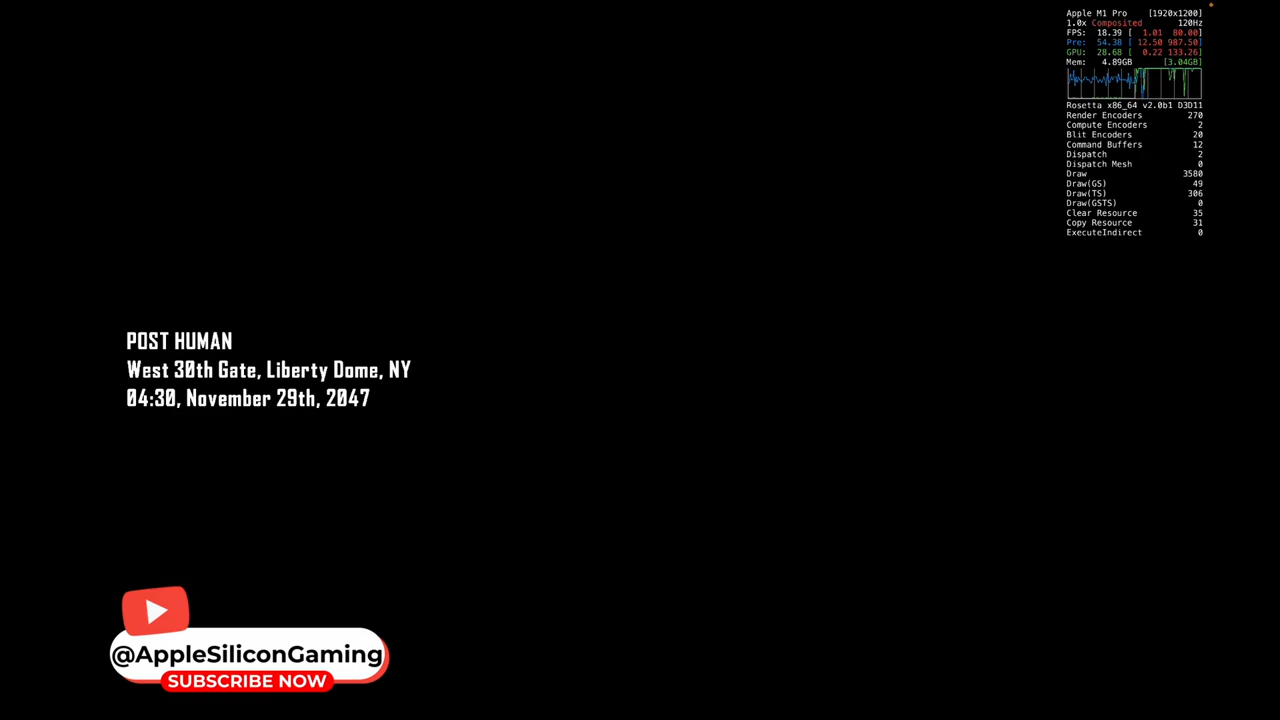 Apple M1 Pro [1920x1200]
1.0x Composited 120Hz
FPS: 18.39 [ 1.01 80.00]
Pre: 54.38 [ 12.50 987.50]
GPU: 28.68 [ 0.22 133.26]
Mem: 4.89GB [3.04GB]
Rosetta x86_64 v2.0b1 D3D11
Render Encoders 270
Compute Encoders 2
Blit Encoders 20
Command Buffers 12
Dispatch 2
Dispatch Mesh 0
Draw 3580
Draw(GS) 49
Draw(TS) 306
Draw(GSTS) 0
Clear Resource 35
Copy Resource 31
ExecuteIndirect 0
POST HUMAN
West 30th Gate, Liberty Dome, NY
04:30, November 29th, 2047
@AppleSiliconGaming
SUBSCRIBE NOW